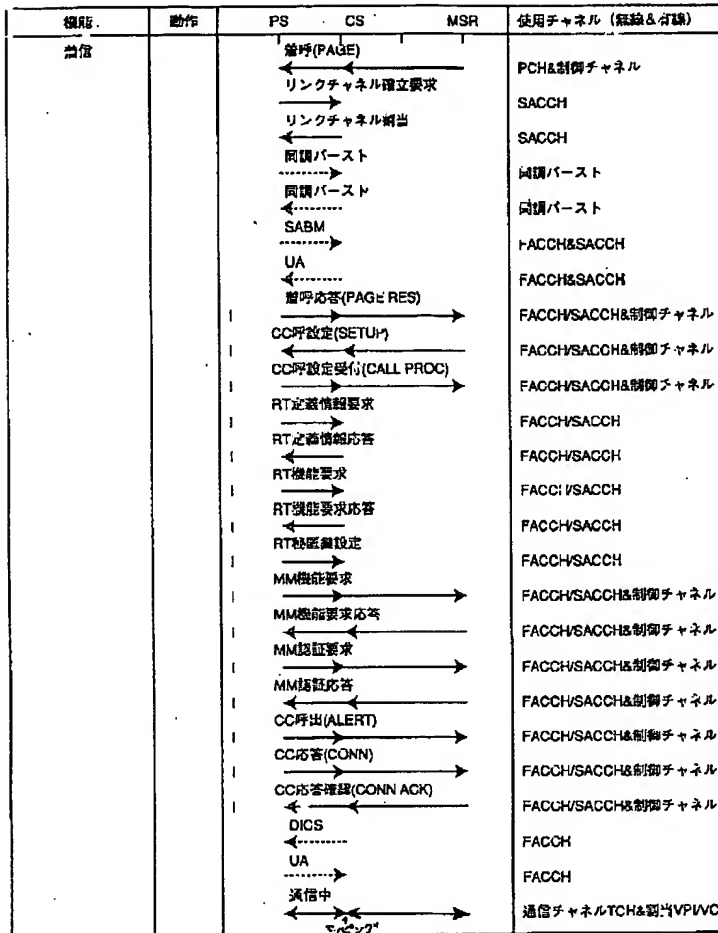 機能. 動作 PS CS MSR 使用チャネル（無線&有線）
着信
着呼(PAGE) PCH&制御チャネル
リンクチャネル確立要求 SACCH
リンクチャネル割当 SACCH
同調バースト 同調バースト
同調バースト 同調バースト
SABM FACCH&SACCH
UA FACCH&SACCH
着呼応答(PAGE RES) FACCH/SACCH&制御チャネル
CC呼設定(SETUP) FACCH/SACCH&制御チャネル
CC呼設定受付(CALL PROC) FACCH/SACCH&制御チャネル
RT定義情報要求 FACCH/SACCH
RT定義情報応答 FACCH/SACCH
RT機能要求 FACCH/SACCH
RT機能要求応答 FACCH/SACCH
RT秘匿鍵設定 FACCH/SACCH
MM機能要求 FACCH/SACCH&制御チャネル
MM機能要求応答 FACCH/SACCH&制御チャネル
MM認証要求 FACCH/SACCH&制御チャネル
MM認証応答 FACCH/SACCH&制御チャネル
CC呼出(ALERT) FACCH/SACCH&制御チャネル
CC応答(CONN) FACCH/SACCH&制御チャネル
CC応答確認(CONN ACK) FACCH/SACCH&制御チャネル
DICS FACCH
UA FACCH
通信中 通信チャネルTCH&割当VPI/VC
マッピング